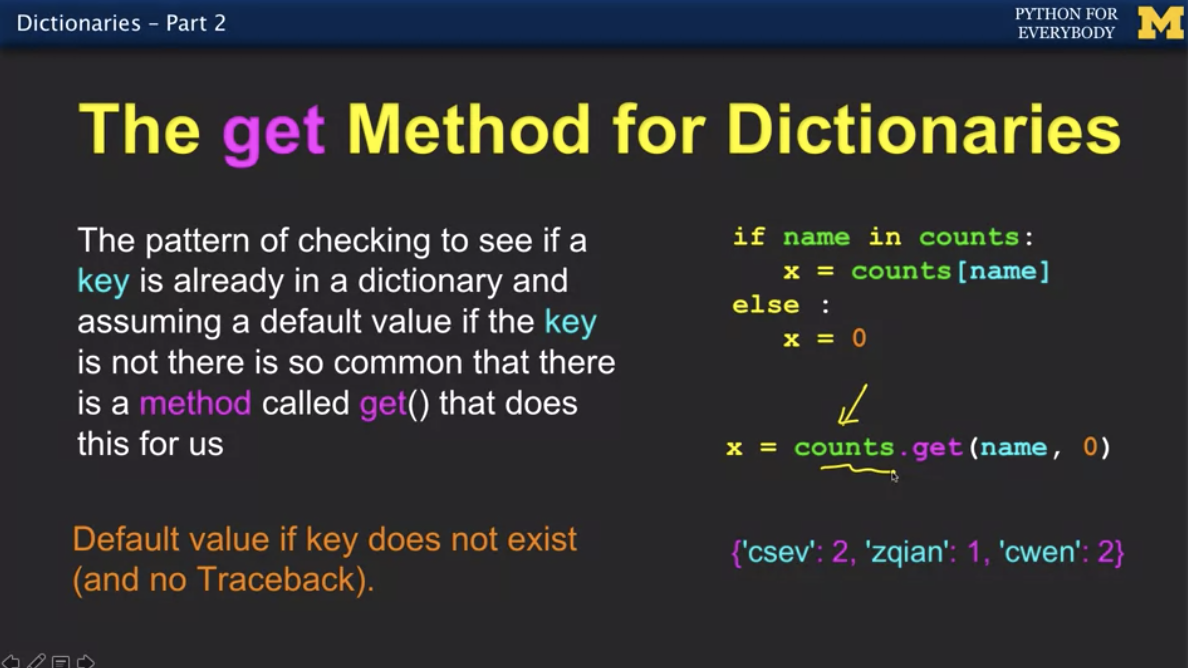 Dictionaries – Part 2
PYTHON FOR
EVERYBODY
M
The get Method for Dictionaries
The pattern of checking to see if a
key is already in a dictionary and
assuming a default value if the key
is not there is so common that there
is a method called get() that does
this for us
Default value if key does not exist
(and no Traceback).
if name in counts:
    x = counts[name]
else :
    x = 0
x = counts.get(name, 0)
{'csev': 2, 'zqian': 1, 'cwen': 2}